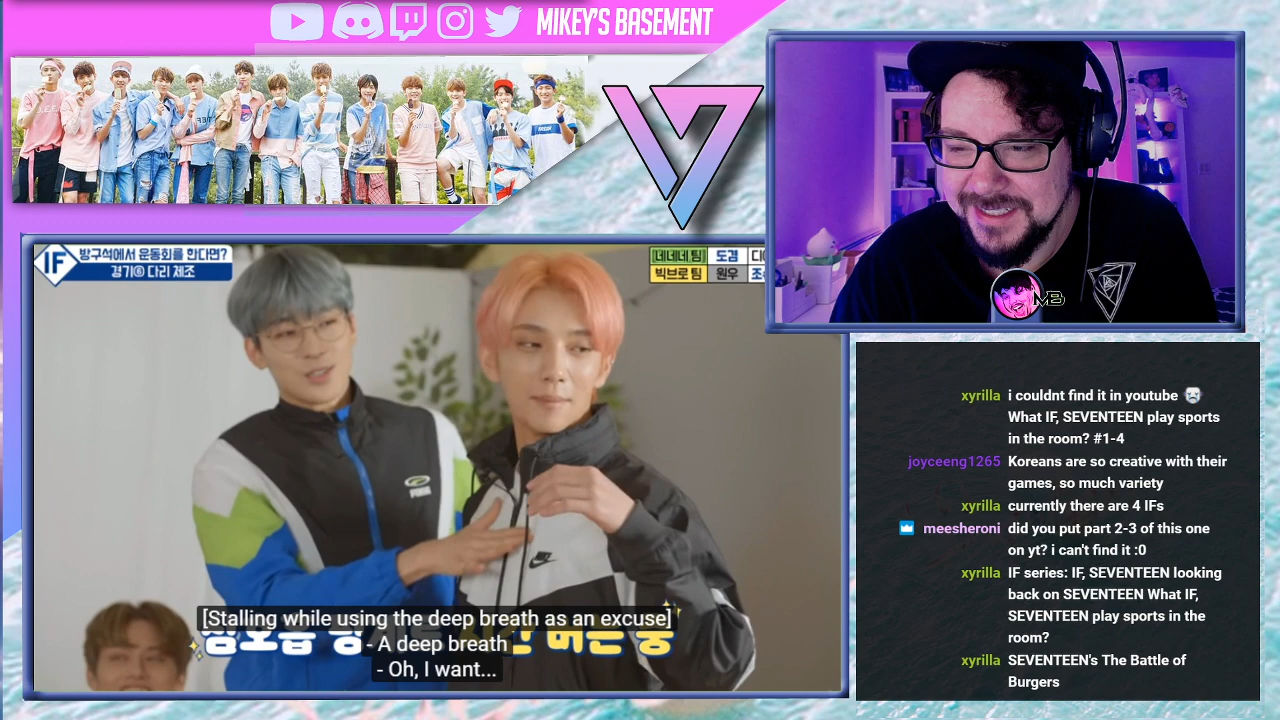 MIKEY'S BASEMENT
IF
방구석에서 운동회를 한다면?
경기⑥ 다리 제조
네네네 팀 도겸
빅브로 팀 원우
[Stalling while using the deep breath as an excuse]
- A deep breath
- Oh, I want...
MB
xyrilla i couldnt find it in youtube
What IF, SEVENTEEN play sports
in the room? #1-4
joyceeng1265 Koreans are so creative with their
games, so much variety
xyrilla currently there are 4 IFs
meesheroni did you put part 2-3 of this one
on yt? i can't find it :0
xyrilla IF series: IF, SEVENTEEN looking
back on SEVENTEEN What IF,
SEVENTEEN play sports in the
room?
xyrilla SEVENTEEN's The Battle of
Burgers